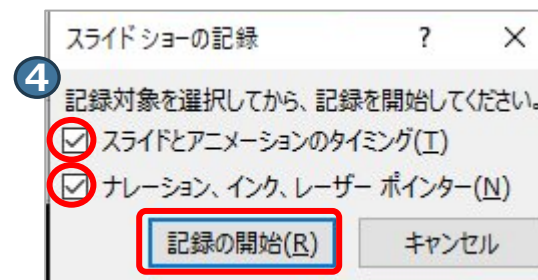 スライド ショーの記録 ? ×
4
記録対象を選択してから、記録を開始してください。
スライドとアニメーションのタイミング(T)
ナレーション、インク、レーザー ポインター(N)
記録の開始(R) キャンセル